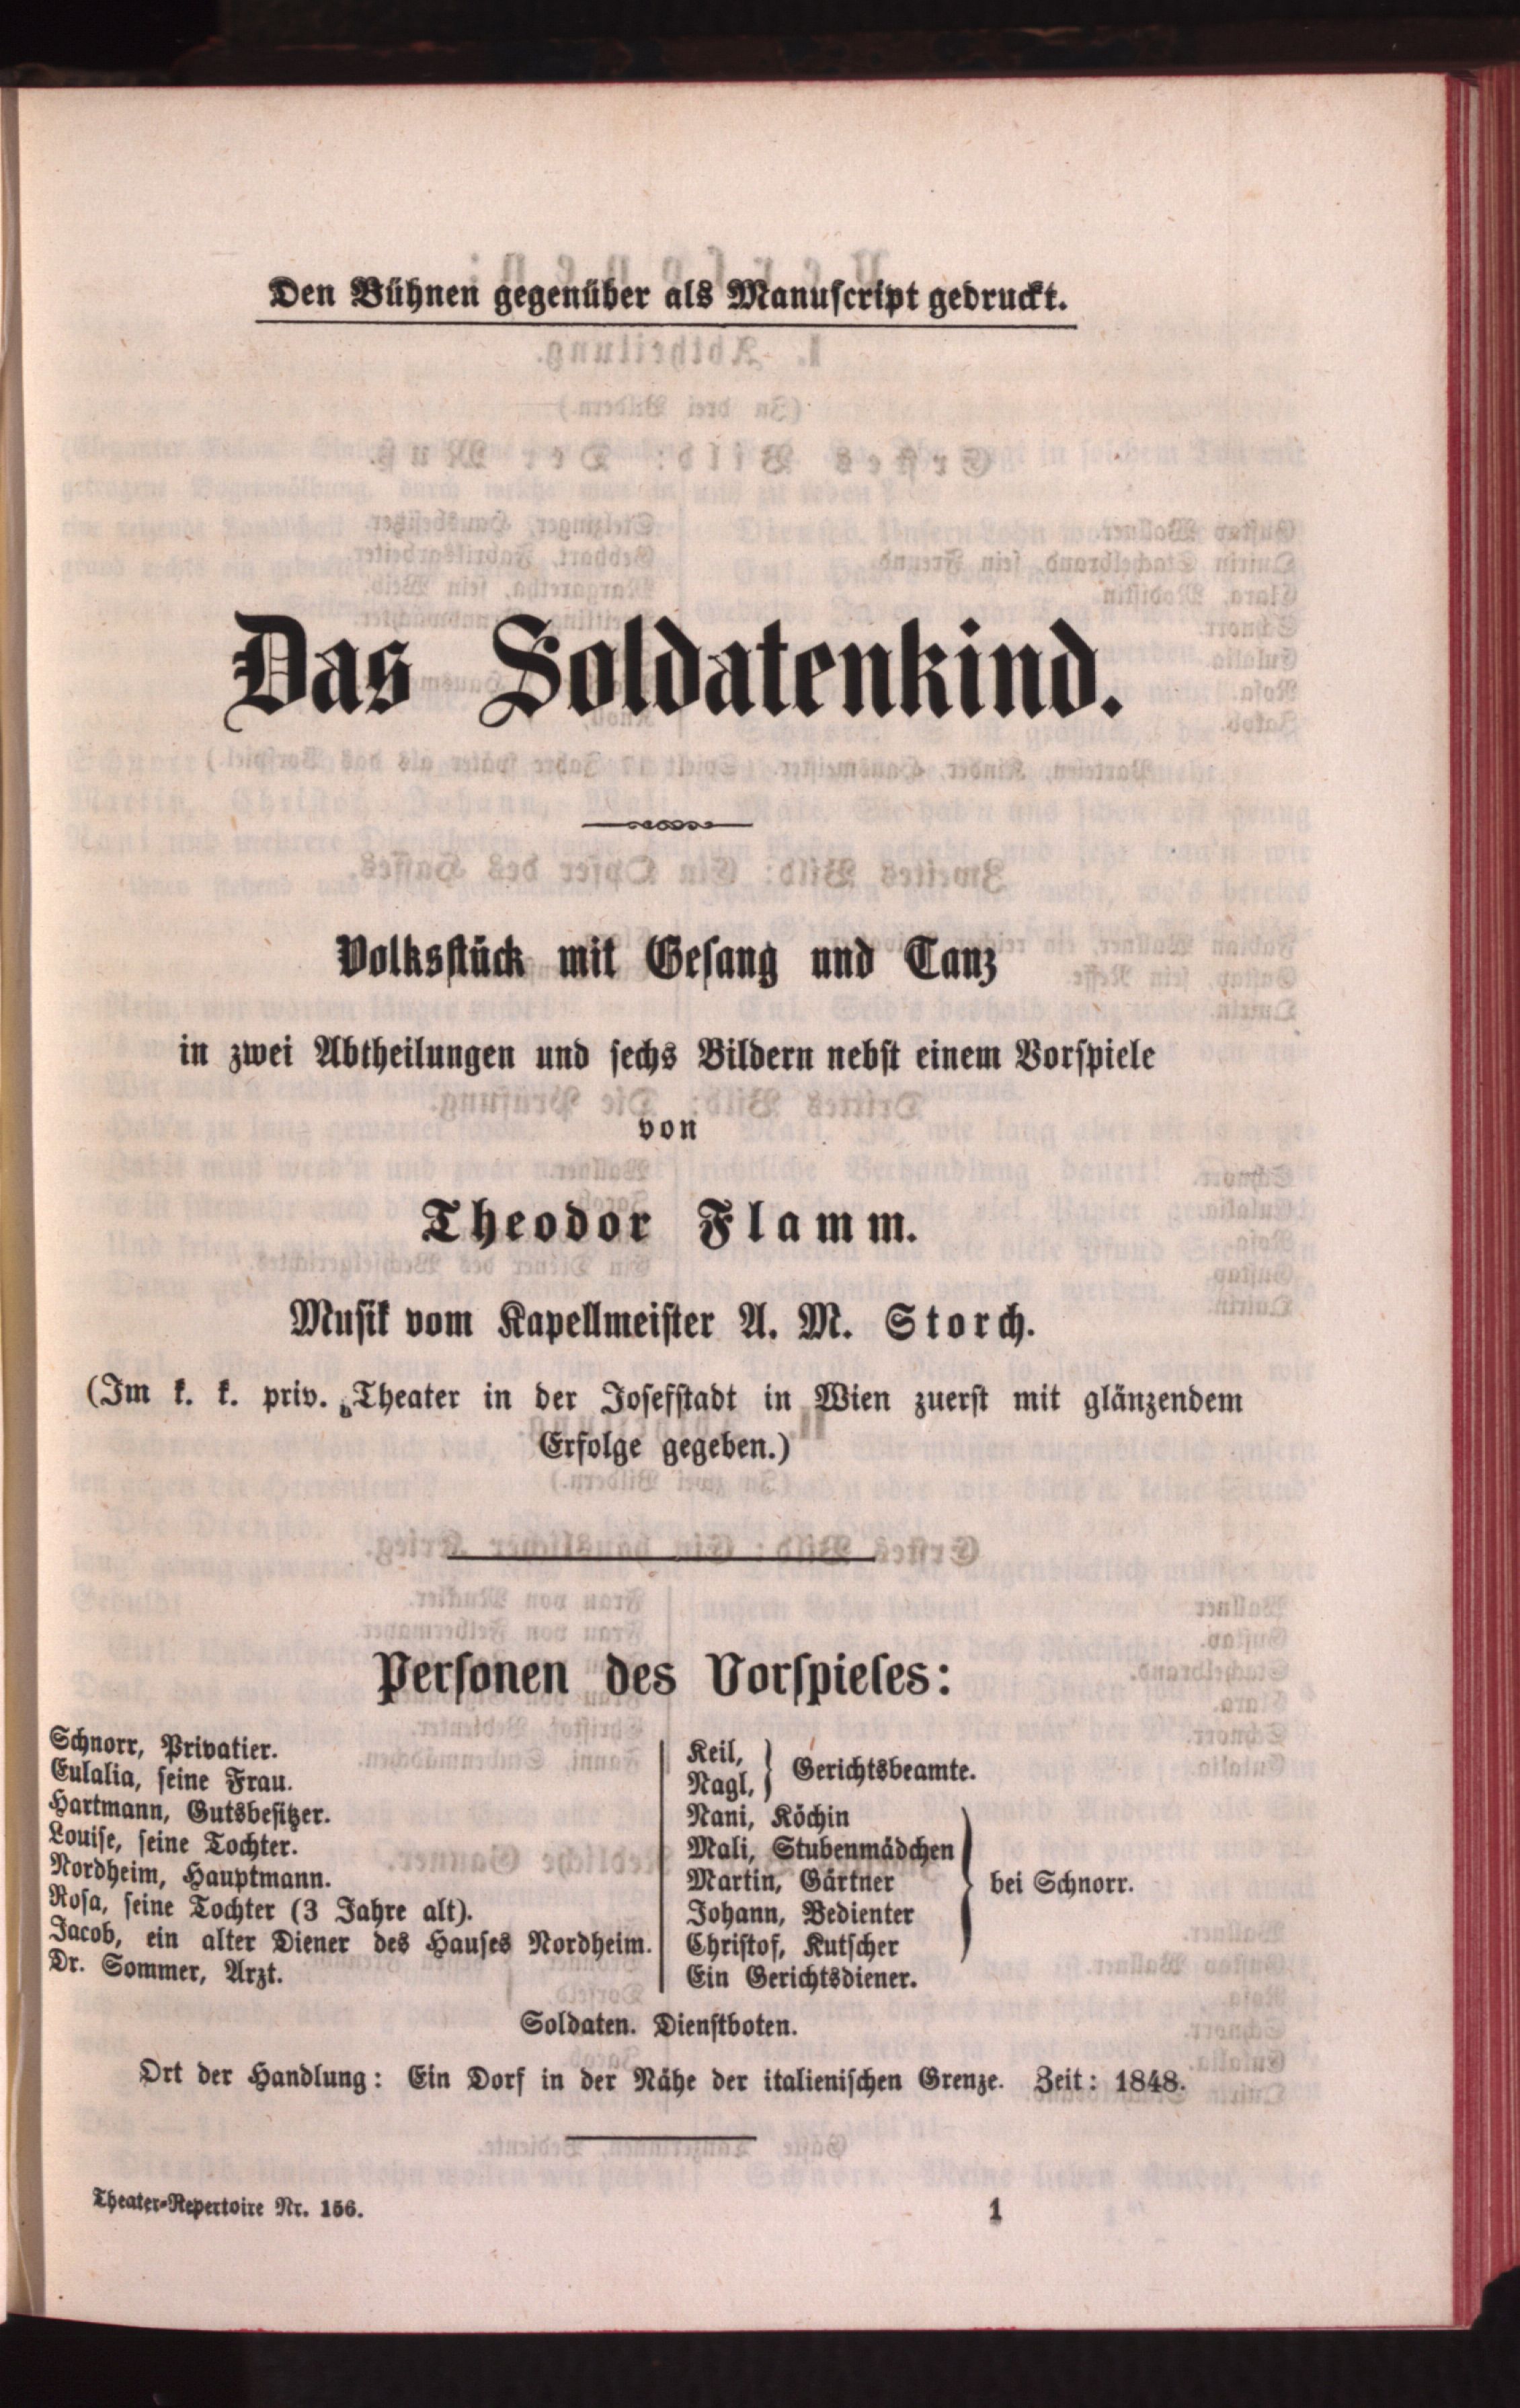 Den Bühnen gegenüber als Manuscript gedruckt.
Das Soldatenkind.
Volksstück mit Gesang und Tanz
in zwei Abtheilungen und sechs Bildern nebst einem Vorspiele
von
Theodor Flamm.
Musik vom Kapellmeister A. M. Storch.
(Im k. k. priv. Theater in der Josefstadt in Wien zuerst mit glänzendem
Erfolge gegeben.)
Personen des Vorspieles:
Schnorr, Privatier.
Eulalia, seine Frau.
Hartmann, Gutsbesitzer.
Louise, seine Tochter.
Nordheim, Hauptmann.
Rosa, seine Tochter (3 Jahre alt).
Jacob, ein alter Diener des Hauses Nordheim.
Dr. Sommer, Arzt.
Keil,
Nagl, } Gerichtsbeamte.
Nani, Köchin
Mali, Stubenmädchen
Martin, Gärtner } bei Schnorr.
Johann, Bedienter
Christof, Kutscher
Ein Gerichtsdiener.
Soldaten. Dienstboten.
Ort der Handlung: Ein Dorf in der Nähe der italienischen Grenze. Zeit: 1848.
Theater-Repertoire Nr. 156. 1